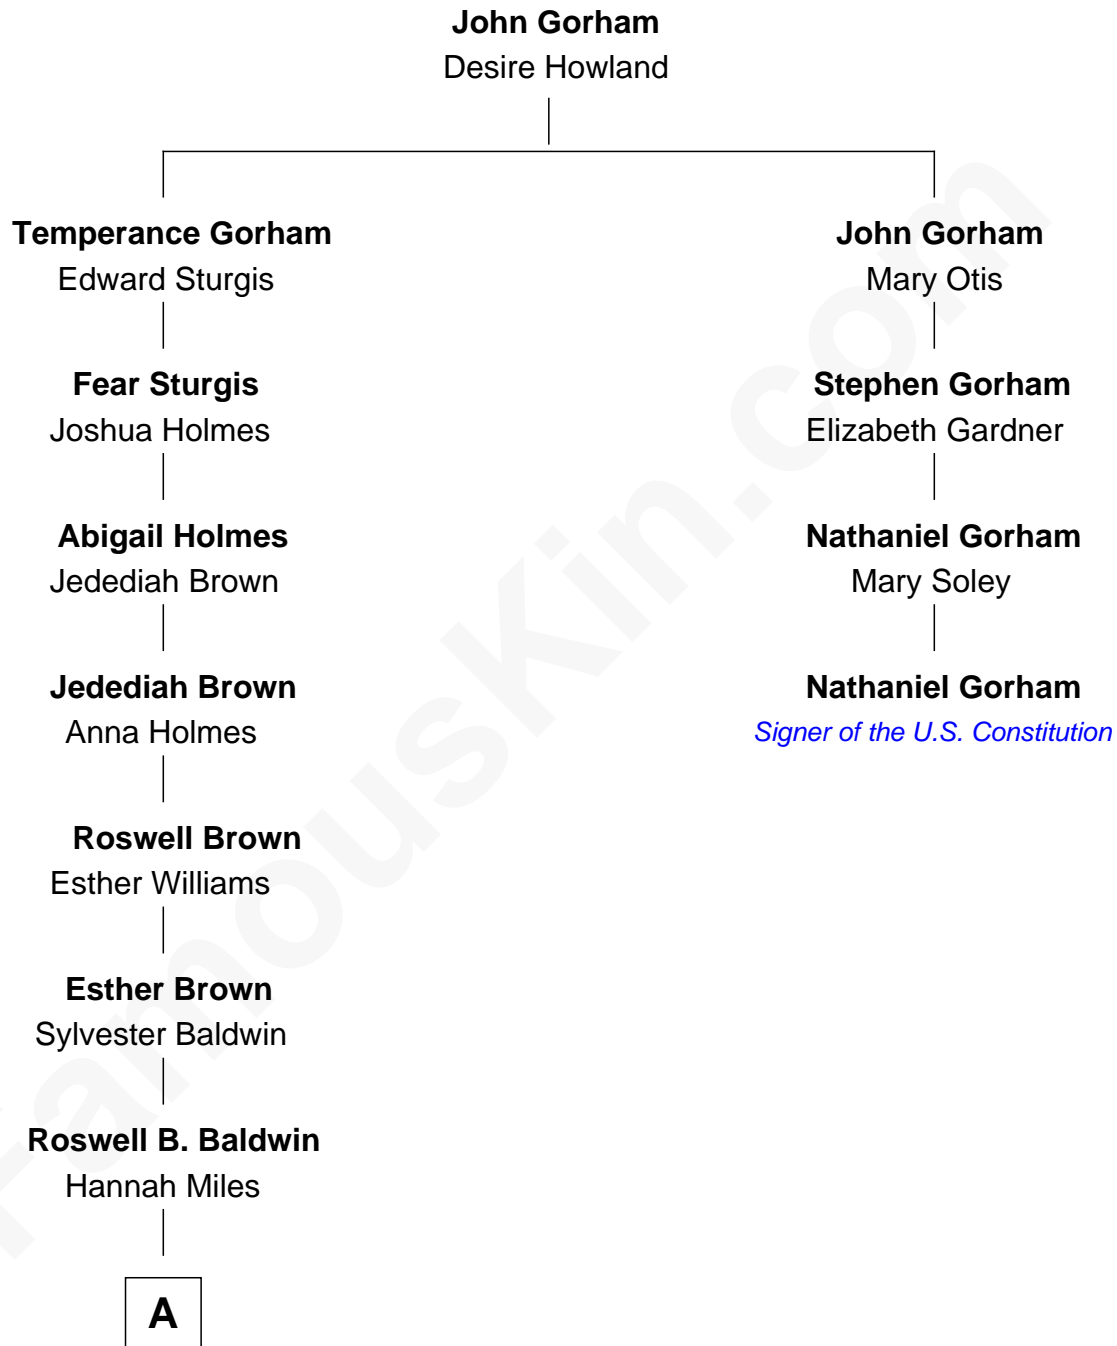 John Gorham
Desire Howland
Temperance Gorham
Edward Sturgis
John Gorham
Mary Otis
Fear Sturgis
Joshua Holmes
Stephen Gorham
Elizabeth Gardner
Abigail Holmes
Jedediah Brown
Nathaniel Gorham
Mary Soley
Jedediah Brown
Anna Holmes
Nathaniel Gorham
Signer of the U.S. Constitution
Roswell Brown
Esther Williams
Esther Brown
Sylvester Baldwin
Roswell B. Baldwin
Hannah Miles
A
FamousKin.com